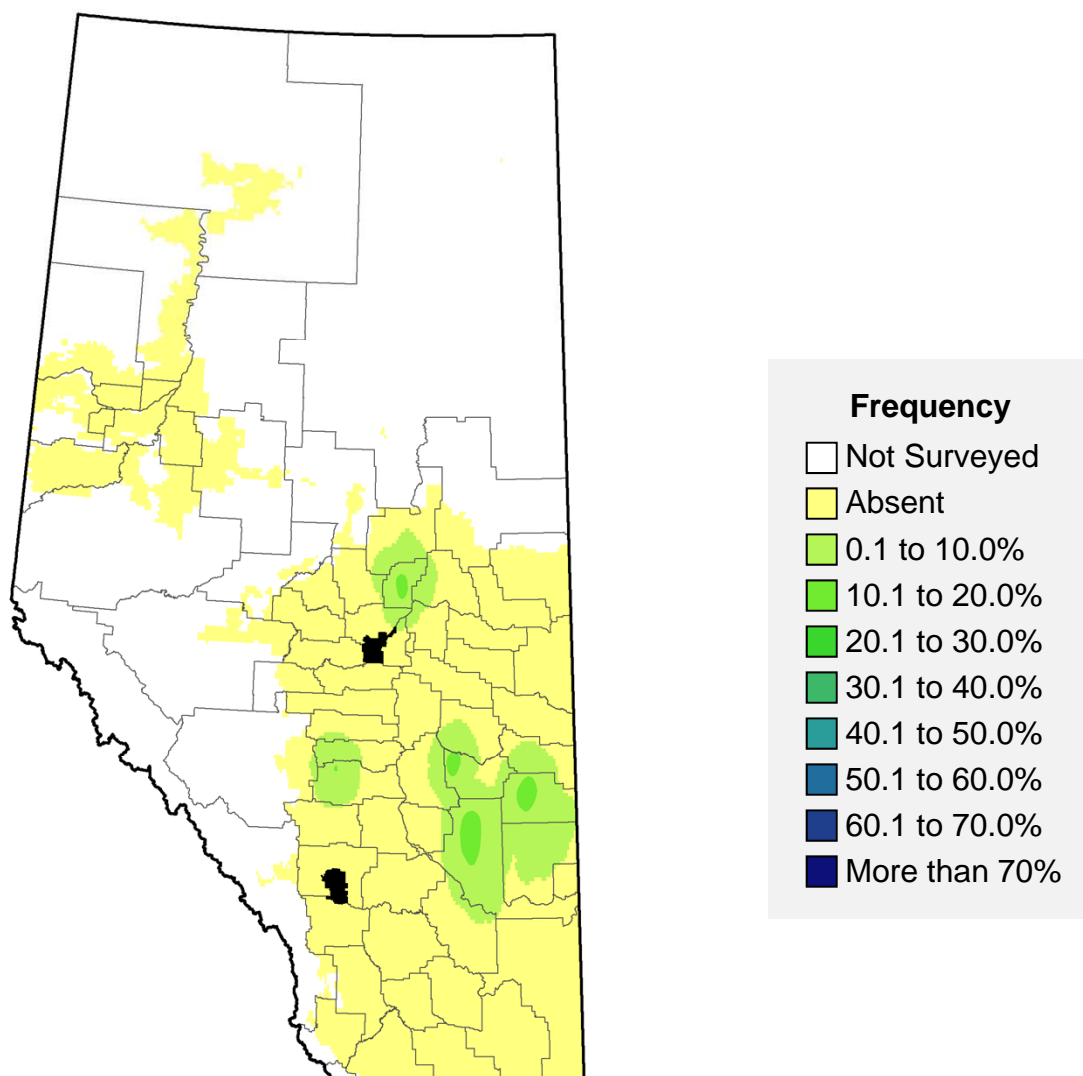 Frequency
Not Surveyed
Absent
0.1 to 10.0%
10.1 to 20.0%
20.1 to 30.0%
30.1 to 40.0%
40.1 to 50.0%
50.1 to 60.0%
60.1 to 70.0%
More than 70%